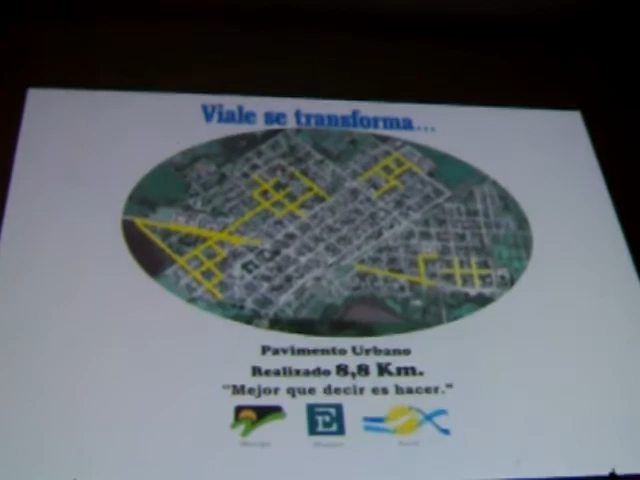 Viale se transforma...
Pavimento Urbano
Realizado 8,8 Km.
"Mejor que decir es hacer."
E